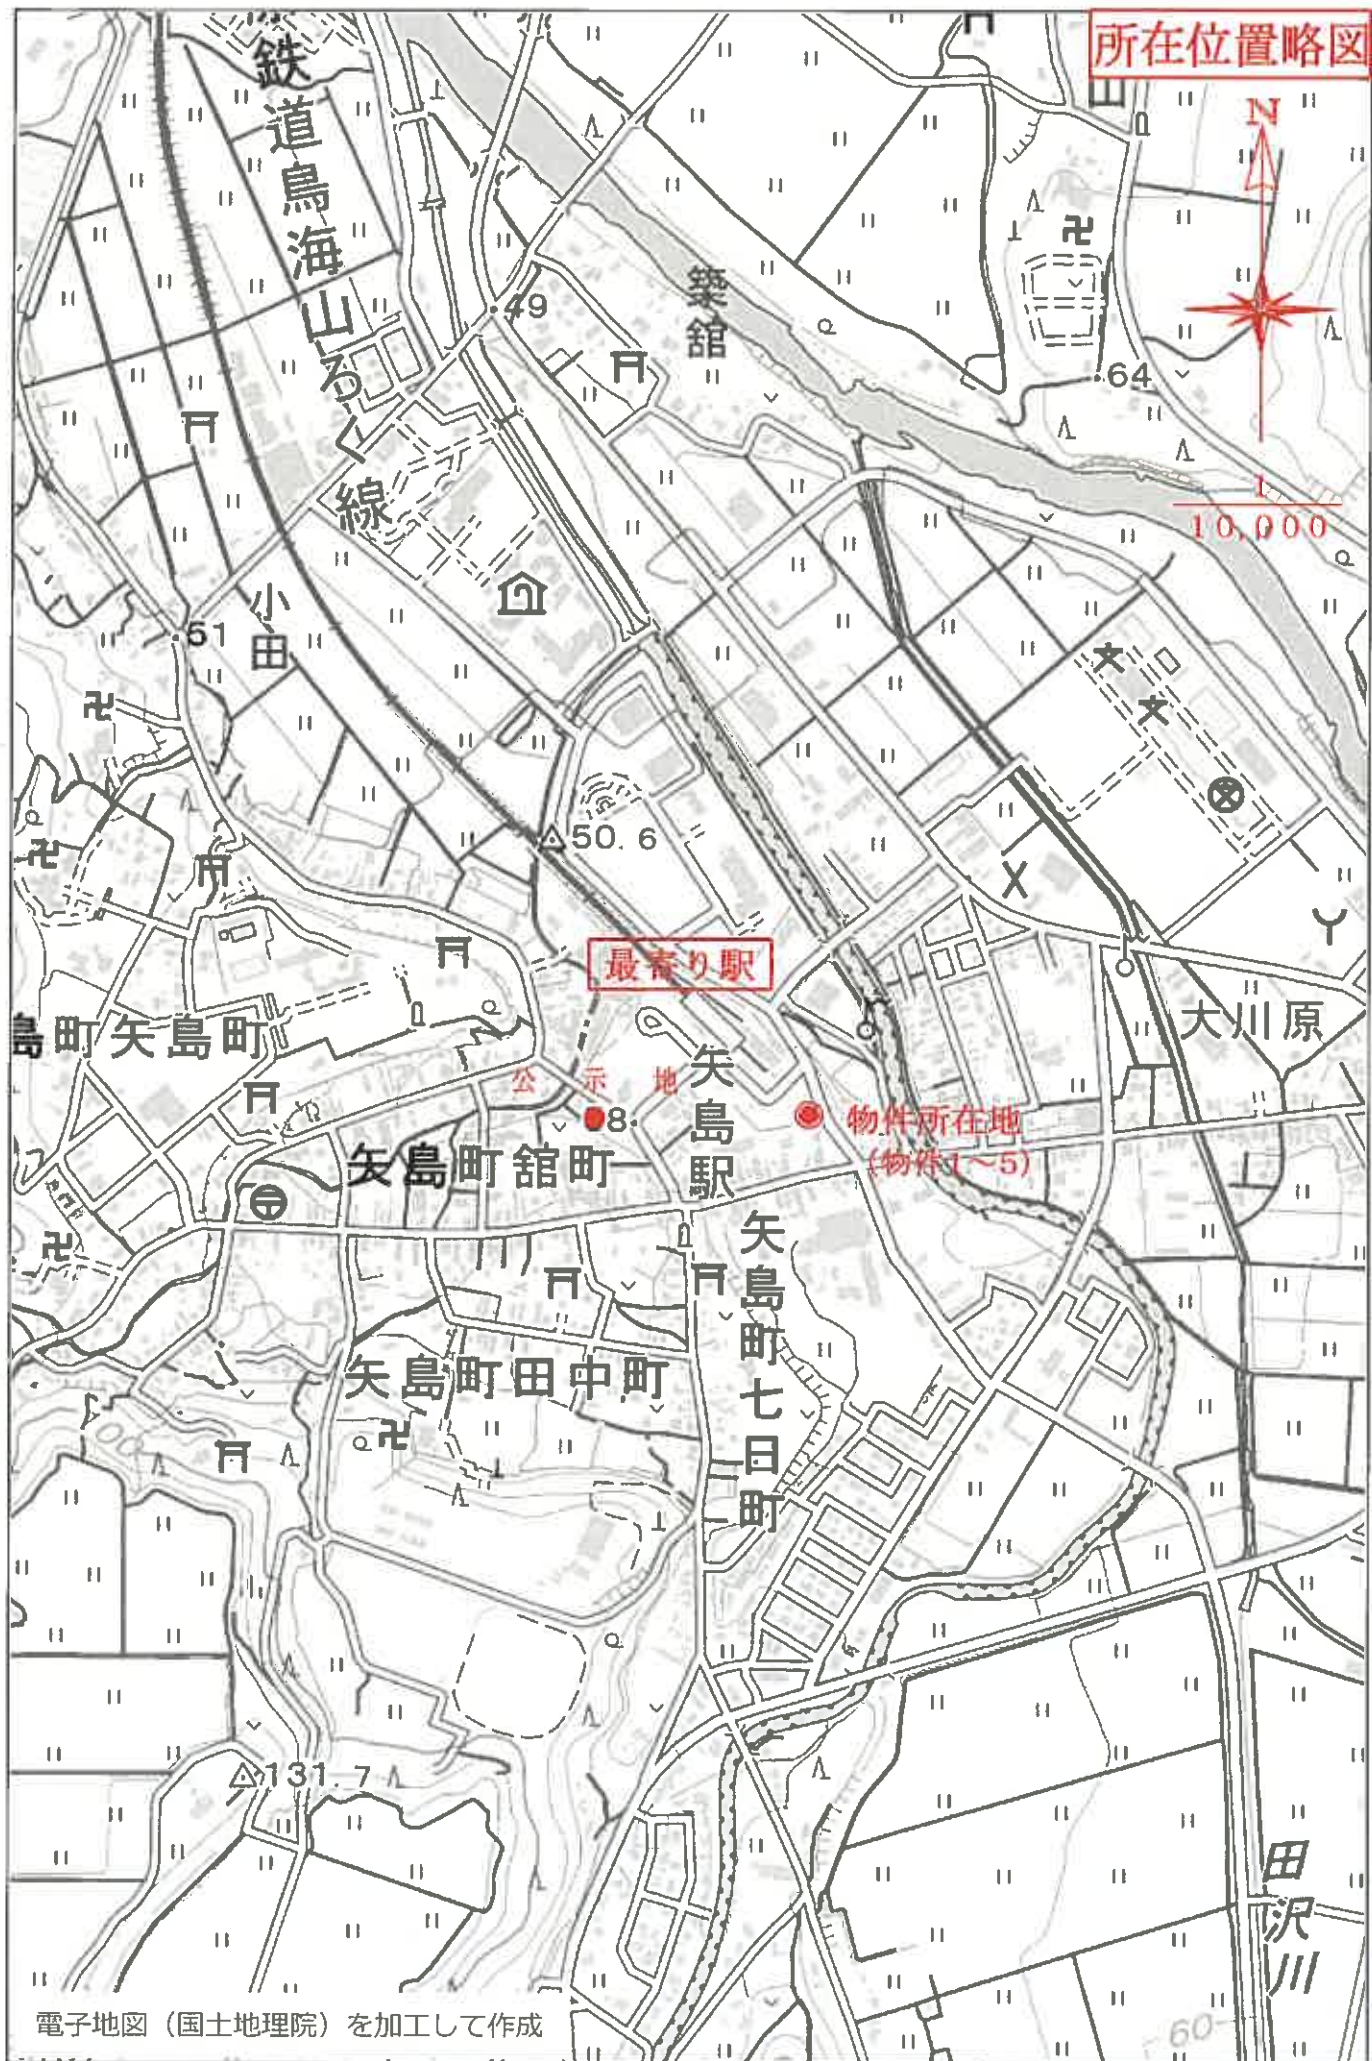 所在位置略図
N
1
10,000
鉄道鳥海山ろく線
田
築舘
49
64
61
小田
50.6
最寄り駅
大川原
島町矢島町
公示地
8.
矢島駅
物件所在地
(物件1~5)
矢島町舘町
矢島町七日町
矢島町田中町
131.7
田沢川
60
電子地図（国土地理院）を加工して作成